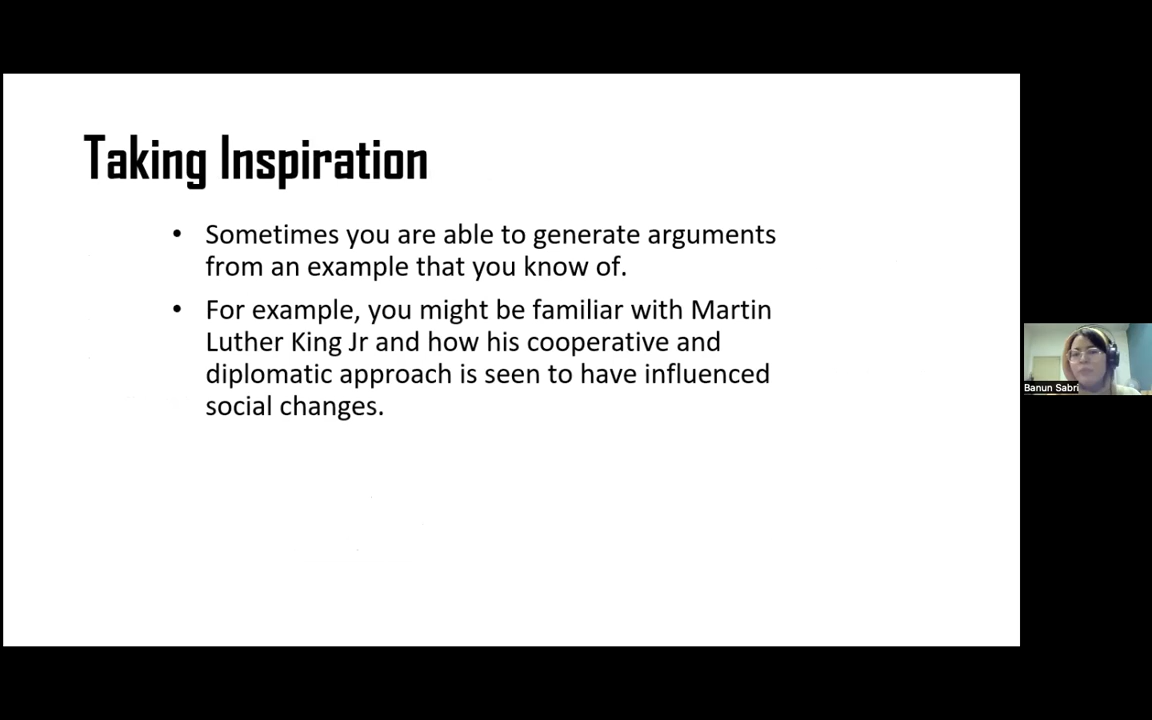 Taking Inspiration
• Sometimes you are able to generate arguments
from an example that you know of.
• For example, you might be familiar with Martin
Luther King Jr and how his cooperative and
diplomatic approach is seen to have influenced
social changes.
Banun Sabri